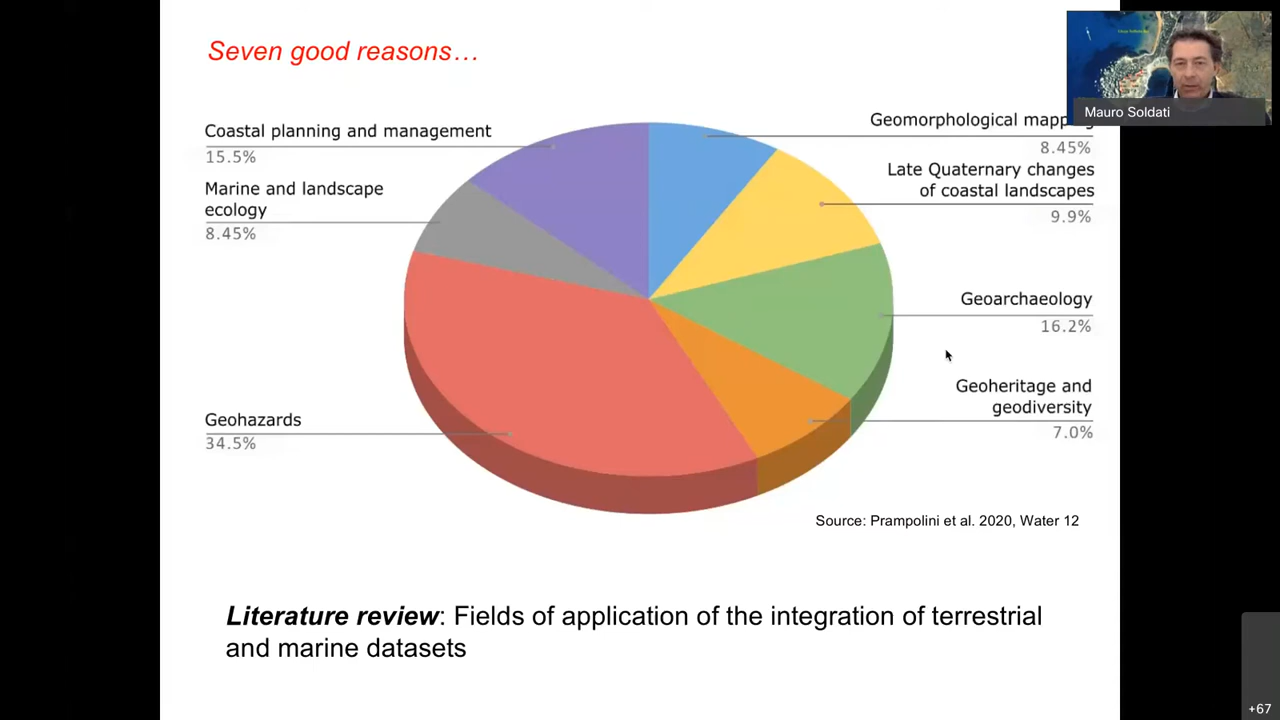 Seven good reasons…
Mauro Soldati
Coastal planning and management
15.5%
Marine and landscape
ecology
8.45%
Geohazards
34.5%
Geomorphological mapping
8.45%
Late Quaternary changes
of coastal landscapes
9.9%
Geoarchaeology
16.2%
Geoheritage and
geodiversity
7.0%
Source: Prampolini et al. 2020, Water 12
Literature review: Fields of application of the integration of terrestrial
and marine datasets
+67